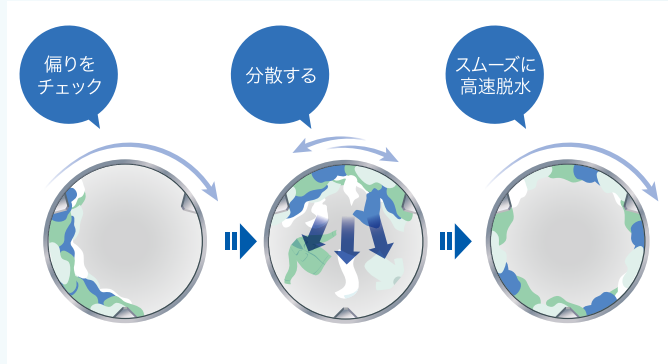 偏りを
チェック
分散する
スムーズに
高速脱水